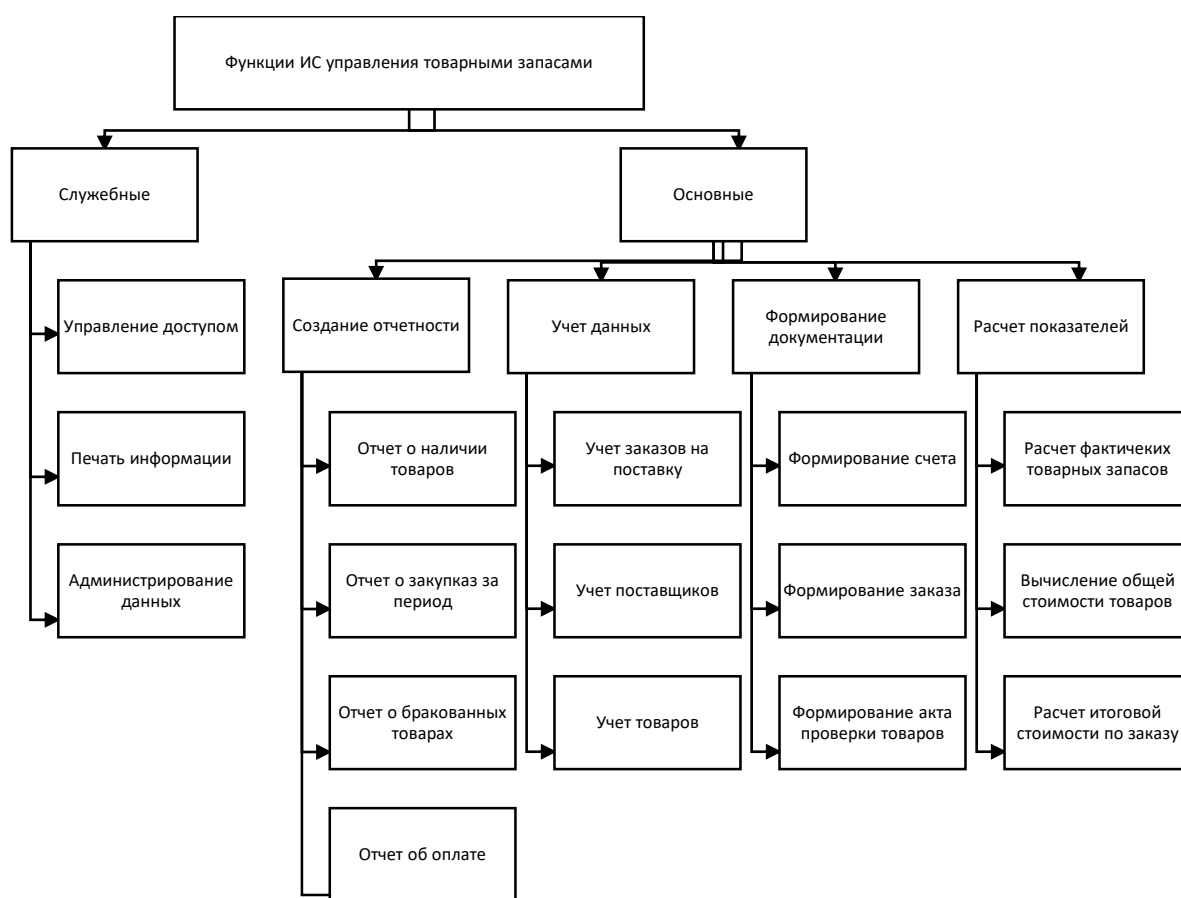 Функции ИС управления товарными запасами
Служебные
Основные
Управление доступом
Печать информации
Администрирование
данных
Создание отчетности
Отчет о наличии
товаров
Отчет о закупказ за
период
Отчет о бракованных
товарах
Отчет об оплате
Учет данных
Учет заказов на
поставку
Учет поставщиков
Учет товаров
Формирование
документации
Формирование счета
Формирование заказа
Формирование акта
проверки товаров
Расчет показателей
Расчет фактичеких
товарных запасов
Вычисление общей
стоимости товаров
Расчет итоговой
стоимости по заказу